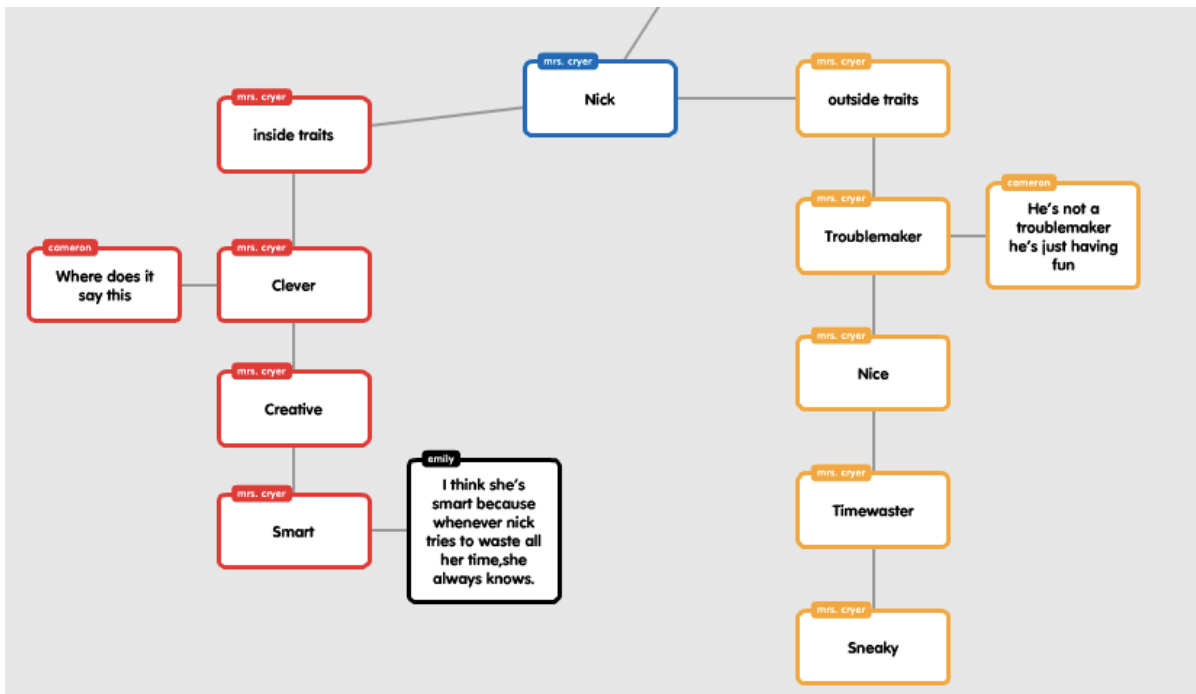 mrs. cryer
Nick
mrs. cryer
inside traits
cameron
Where does it
say this
mrs. cryer
Clever
mrs. cryer
Creative
mrs. cryer
Smart
emily
I think she's
smart because
whenever nick
tries to waste all
her time,she
always knows.
mrs. cryer
outside traits
mrs. cryer
Troublemaker
cameron
He's not a
troublemaker
he's just having
fun
mrs. cryer
Nice
mrs. cryer
Timewaster
mrs. cryer
Sneaky